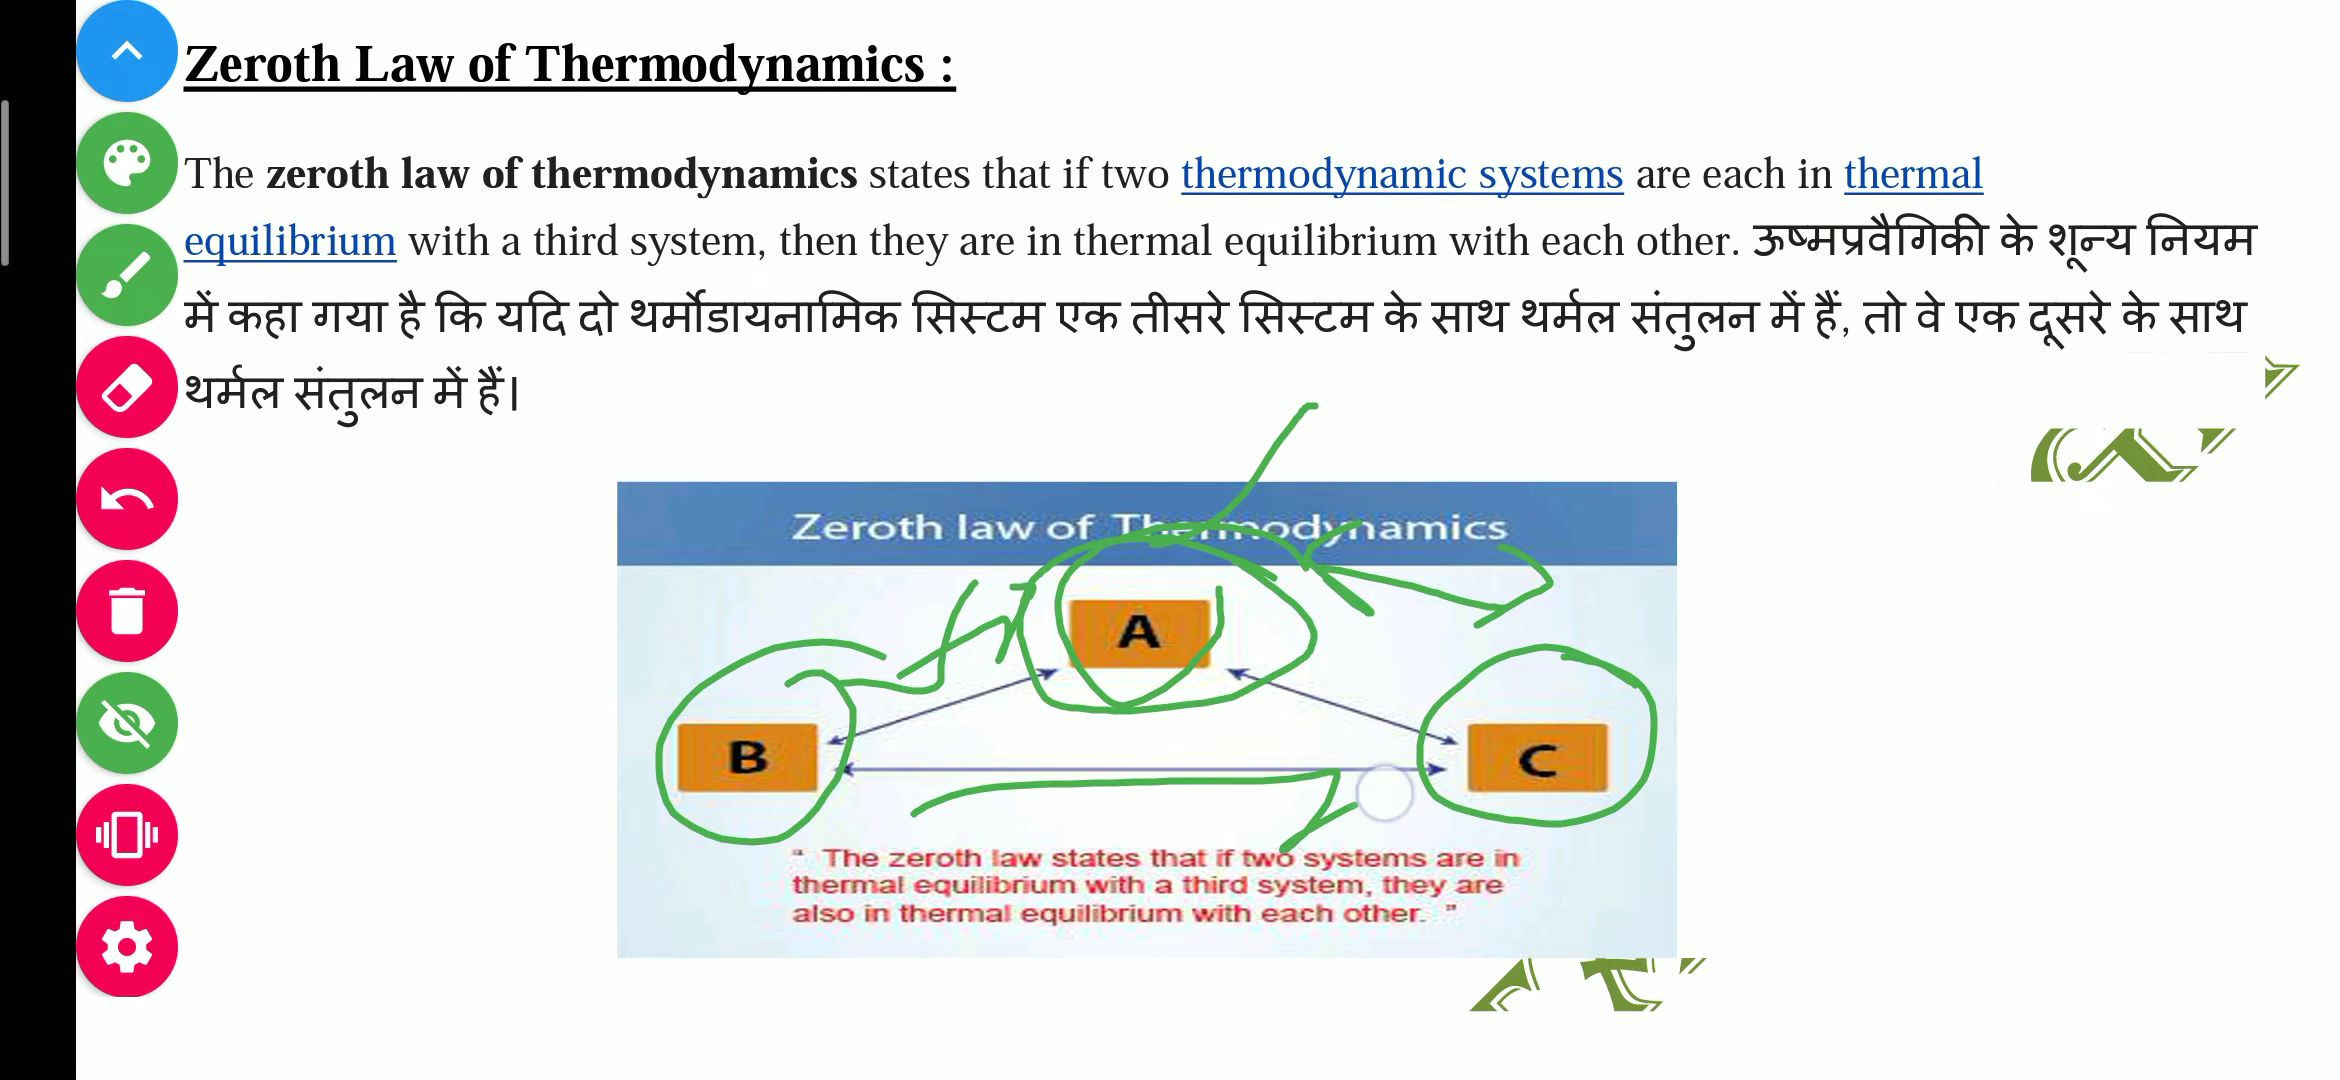 Zeroth Law of Thermodynamics :
The zeroth law of thermodynamics states that if two thermodynamic systems are each in thermal
equilibrium with a third system, then they are in thermal equilibrium with each other. ऊष्मप्रवैगिकी के शून्य नियम
में कहा गया है कि यदि दो थर्मोडायनामिक सिस्टम एक तीसरे सिस्टम के साथ थर्मल संतुलन में हैं, तो वे एक दूसरे के साथ
थर्मल संतुलन में हैं।
Zeroth law of Thermodynamics
A
B
C
" The zeroth law states that if two systems are in
thermal equilibrium with a third system, they are
also in thermal equilibrium with each other. "